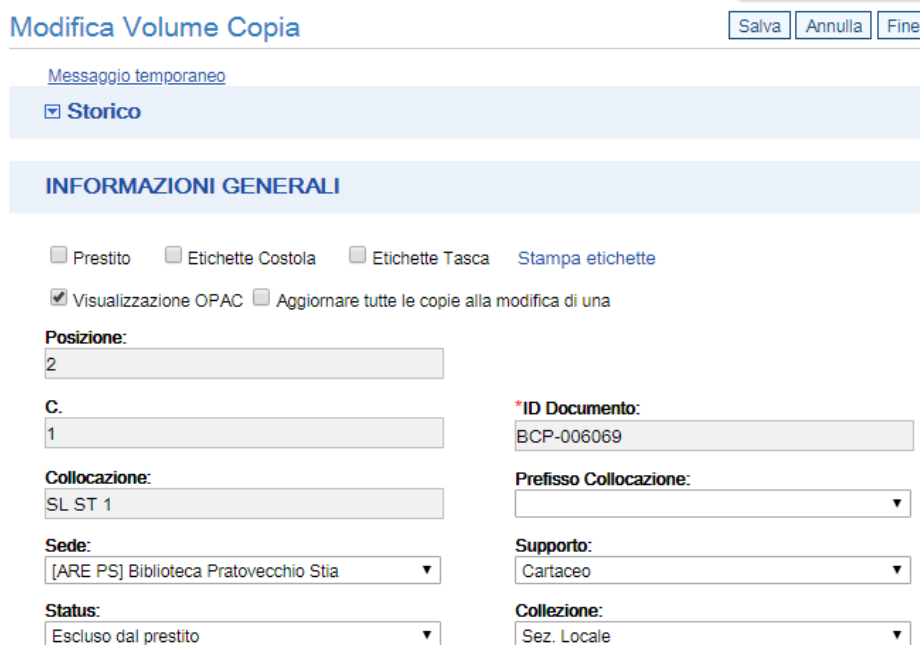 Modifica Volume Copia
Salva Annulla Fine
Messaggio temporaneo
Storico
INFORMAZIONI GENERALI
Prestito Etichette Costola Etichette Tasca Stampa etichette
Visualizzazione OPAC Aggiornare tutte le copie alla modifica di una
Posizione:
2
C.
1
*ID Documento:
BCP-006069
Collocazione:
SL ST 1
Prefisso Collocazione:
Sede:
[ARE PS] Biblioteca Pratovecchio Stia
Supporto:
Cartaceo
Status:
Escluso dal prestito
Collezione:
Sez. Locale